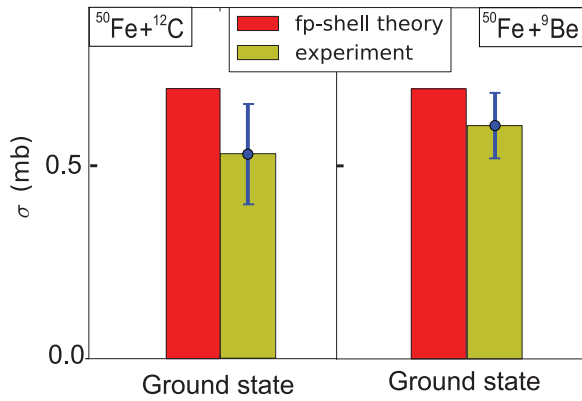 ⁵⁰Fe+¹²C
fp-shell theory
experiment
⁵⁰Fe+⁹Be
σ (mb)
0.5
0.0
Ground state
Ground state